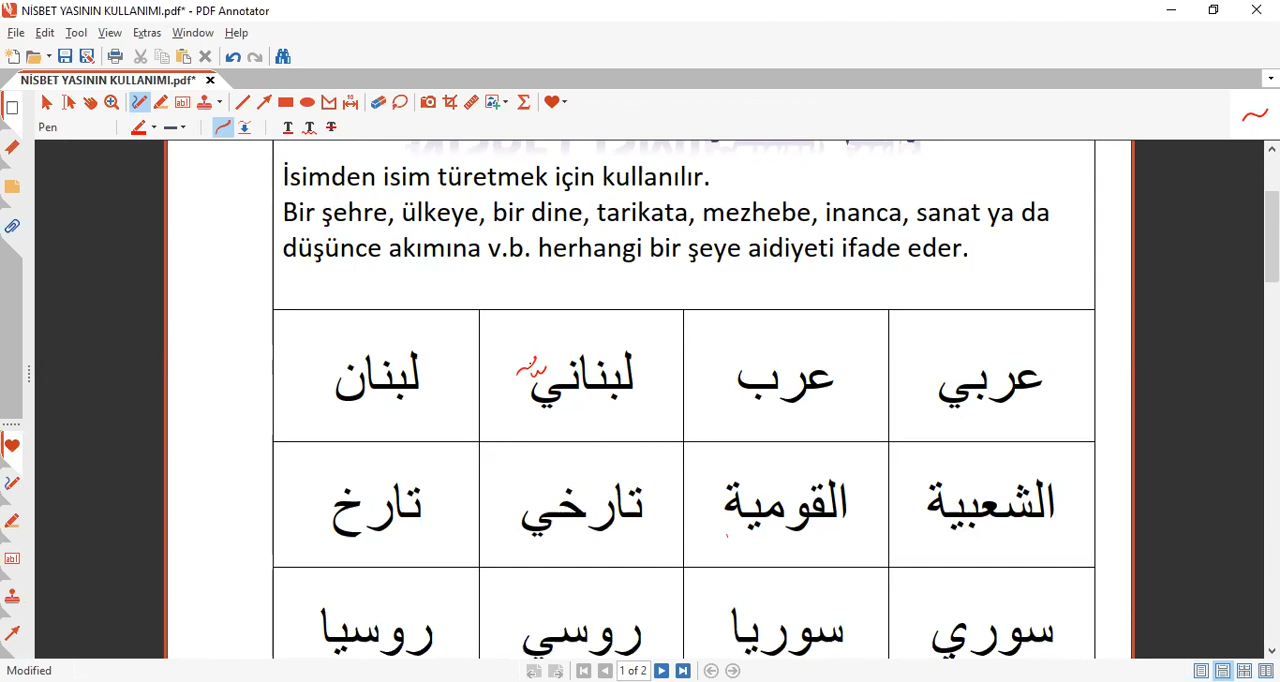 NİSBET YASININ KULLANIMI.pdf* - PDF Annotator
File Edit Tool View Extras Window Help
NİSBET YASININ KULLANIMI.pdf*
Pen
İsimden isim türetmek için kullanılır.
Bir şehre, ülkeye, bir dine, tarikata, mezhebe, inanca, sanat ya da
düşünce akımına v.b. herhangi bir şeye aidiyeti ifade eder.
عربي عرب لبناني لبنان
الشعبية القومية تارخي تارخ
سوري سوريا روسي روسيا
Modified
1 of 2